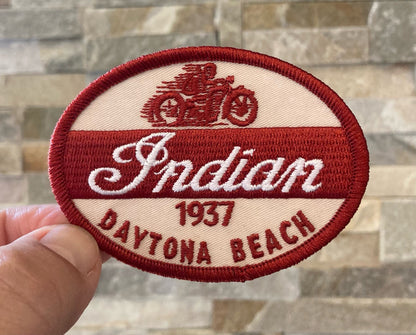 Indian
1937
DAYTONA BEACH